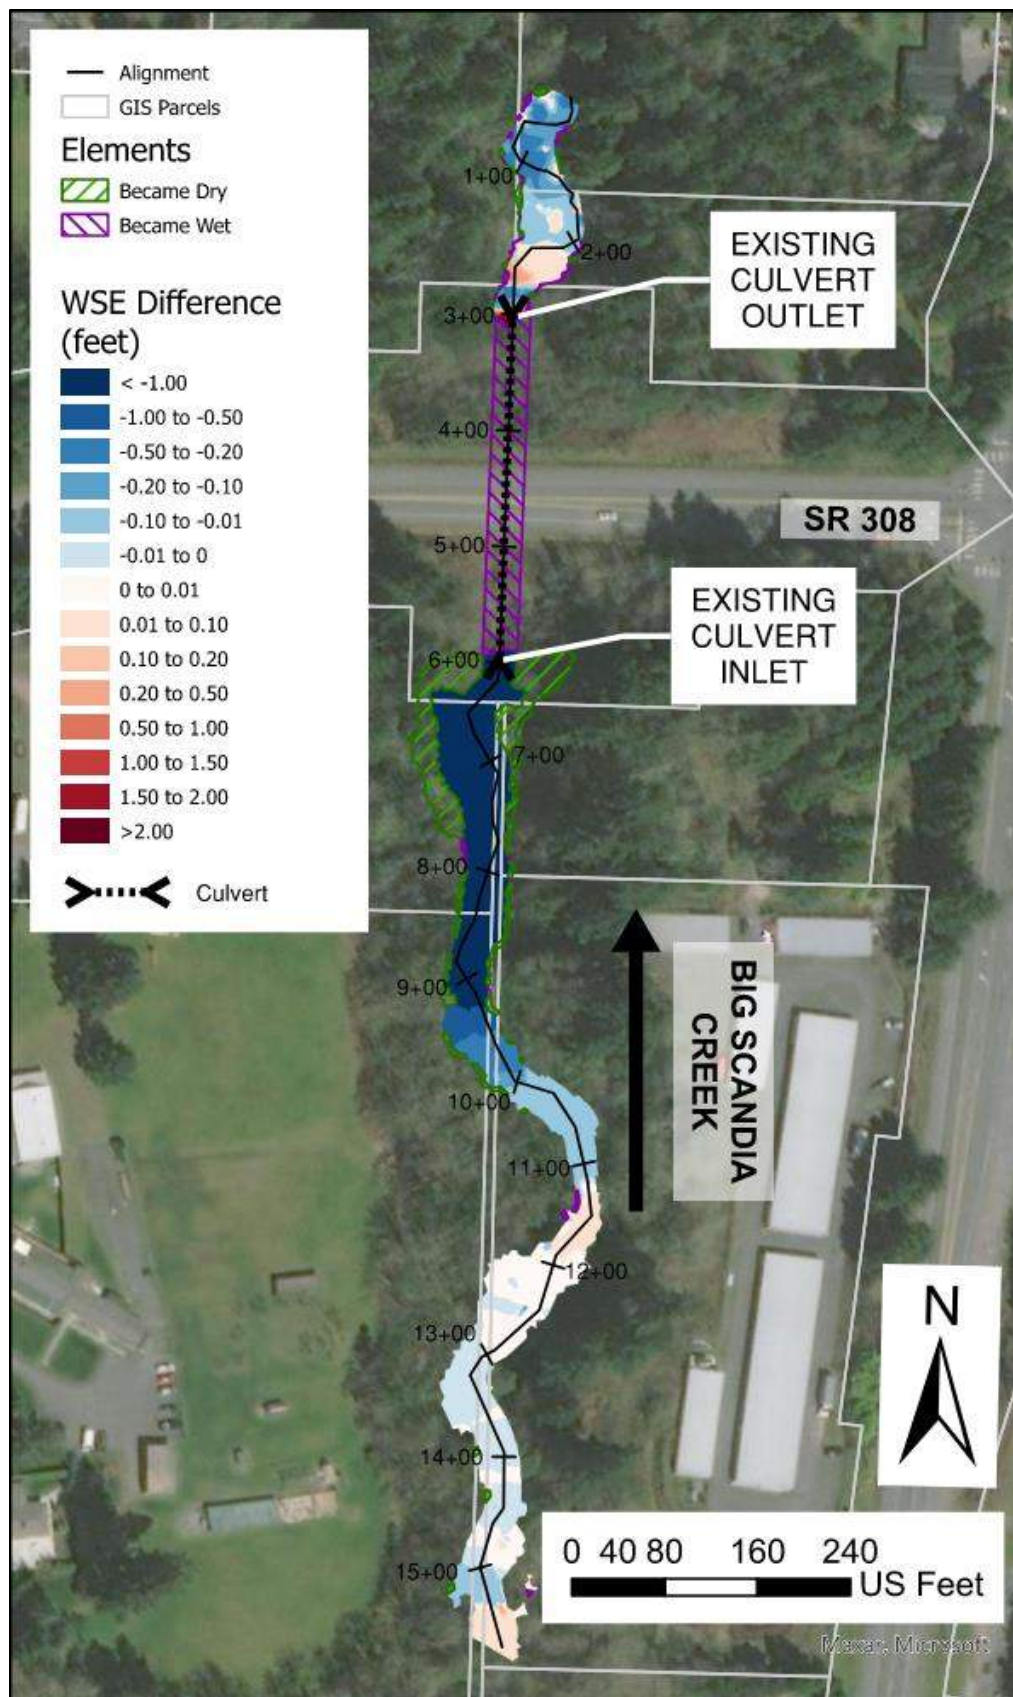 Alignment
GIS Parcels
Elements
Became Dry
Became Wet
WSE Difference
(feet)
< -1.00
-1.00 to -0.50
-0.50 to -0.20
-0.20 to -0.10
-0.10 to -0.01
-0.01 to 0
0 to 0.01
0.01 to 0.10
0.10 to 0.20
0.20 to 0.50
0.50 to 1.00
1.00 to 1.50
1.50 to 2.00
>2.00
Culvert
1+00
2+00
EXISTING
CULVERT
OUTLET
3+00
4+00
SR 308
5+00
EXISTING
CULVERT
INLET
6+00
7+00
8+00
9+00
BIG SCANDIA
CREEK
10+00
11+00
12+00
13+00
14+00
15+00
N
0 40 80 160 240
US Feet
Maxar, Microsoft